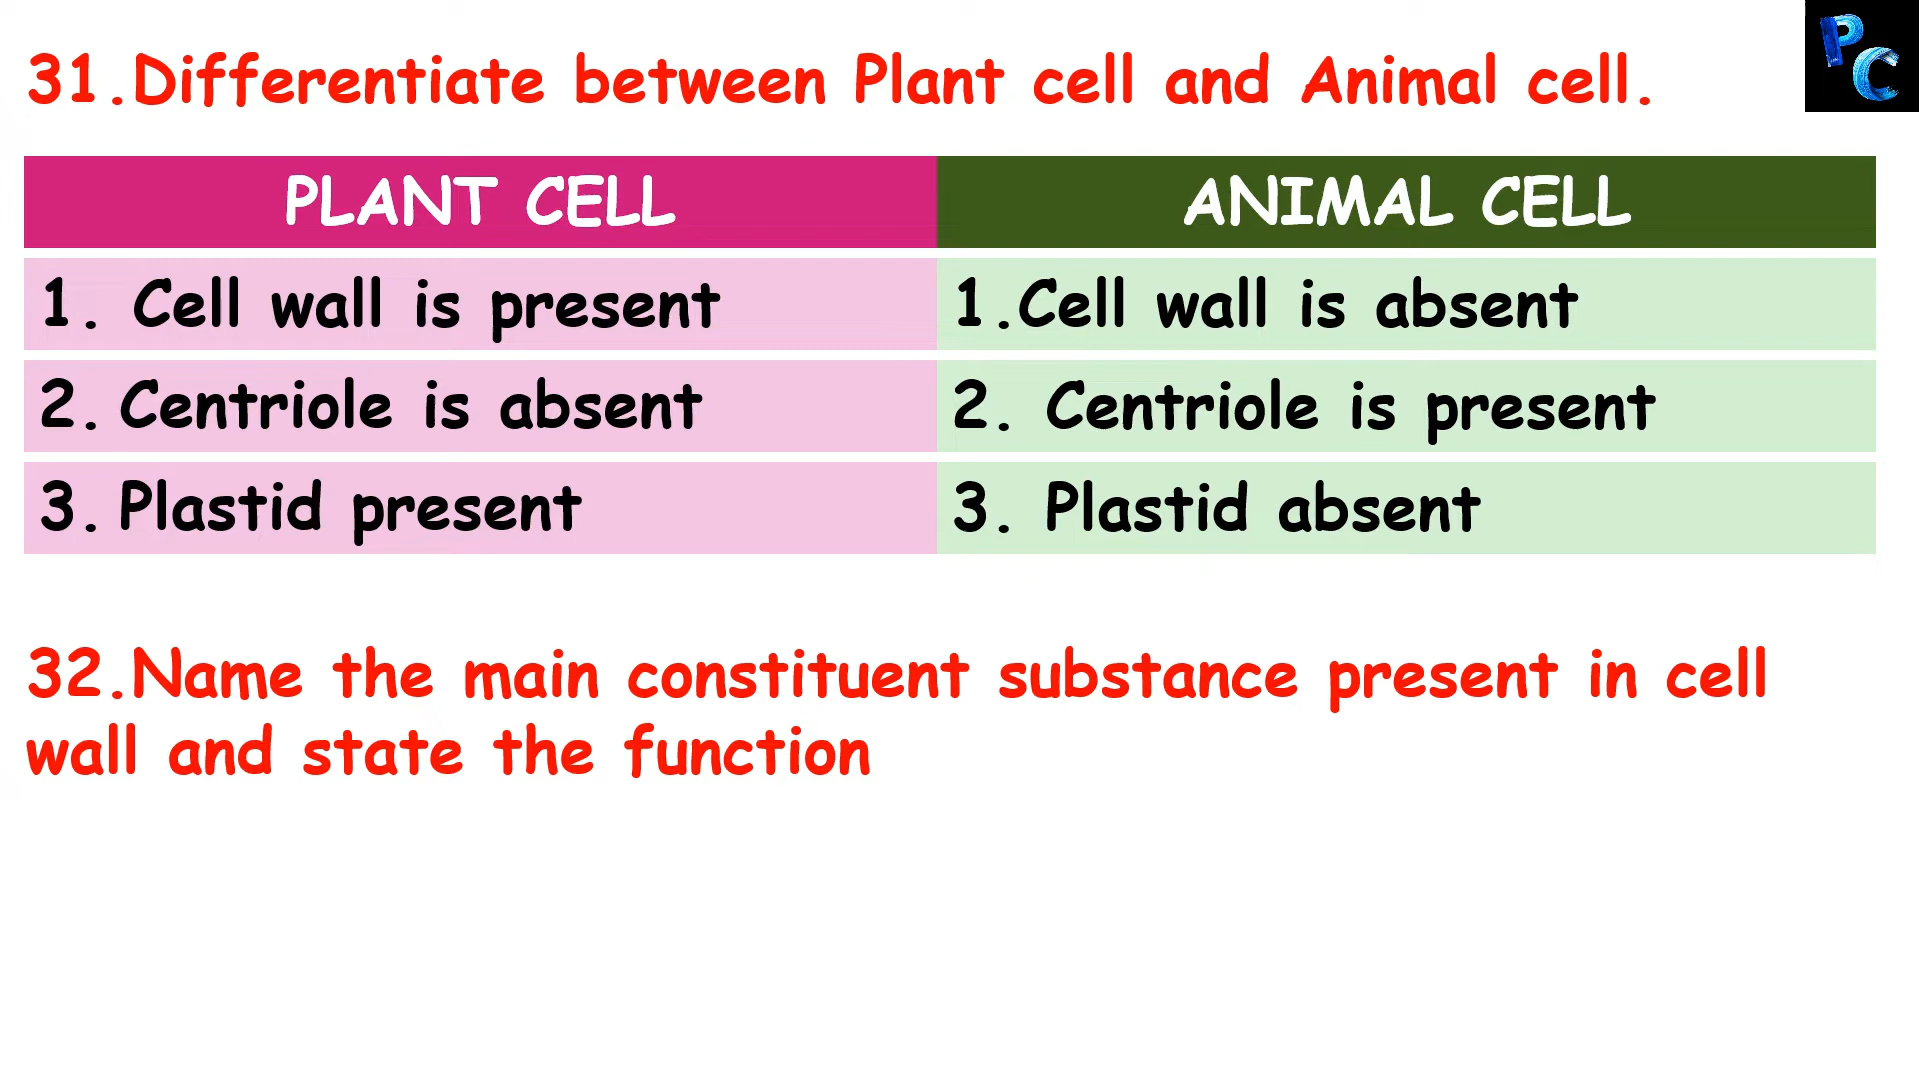 31.Differentiate between Plant cell and Animal cell.
PC
PLANT CELL ANIMAL CELL
1. Cell wall is present 1.Cell wall is absent
2. Centriole is absent 2. Centriole is present
3. Plastid present 3. Plastid absent
32.Name the main constituent substance present in cell
wall and state the function